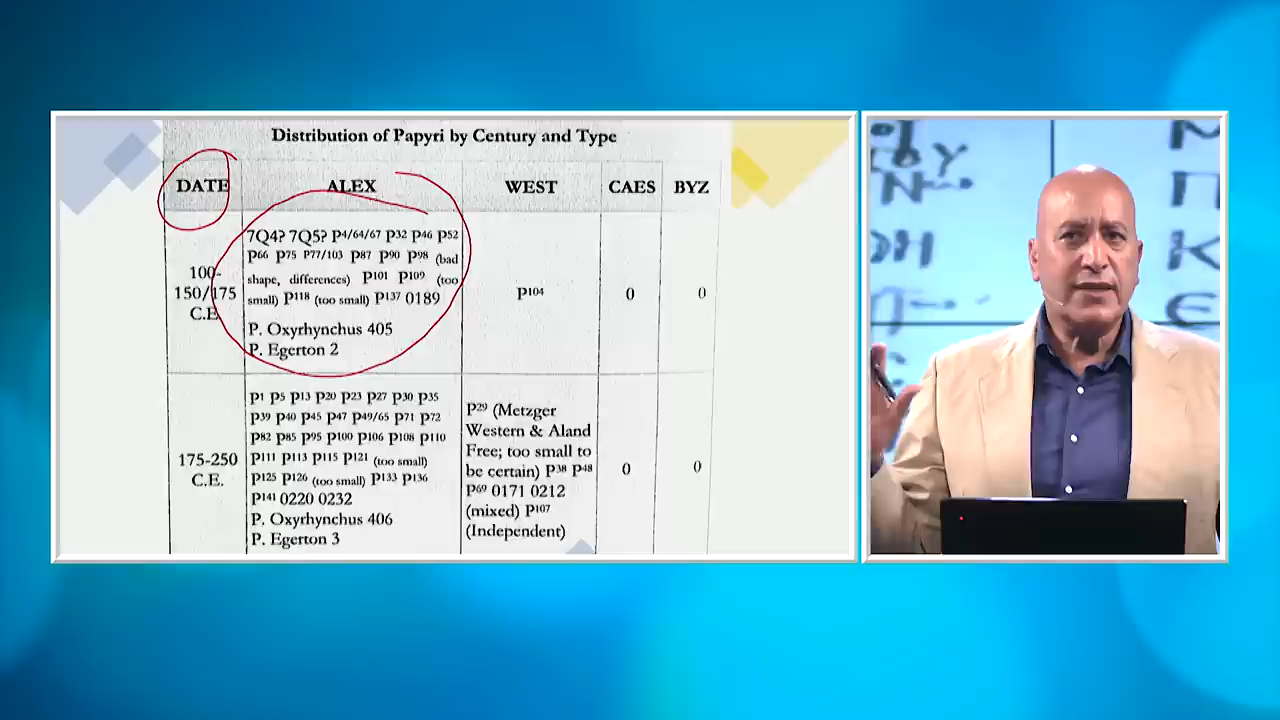 Distribution of Papyri by Century and Type
DATE ALEX WEST CAES BYZ
100-
150/175
C.E
7Q4? 7Q5? P4/64/67 P32 P46 P52
P66 P75 P77/103 P87 P90 P98 (bad
shape, differences) P101 P109 (too
small) P118 (too small) P137 0189
P. Oxyrhynchus 405
P. Egerton 2
P104
0
0
175-250
C.E.
P1 P5 P13 P20 P23 P27 P30 P35
P39 P40 P45 P47 P49/65 P71 P72
P82 P85 P95 P100 P106 P108 P110
P111 P113 P115 P121 (too small)
P125 P126 (too small) P133 P136
P141 0220 0232
P. Oxyrhynchus 406
P. Egerton 3
P29 (Metzger
Western & Aland
Free; too small to
be certain) P38 P48
P69 0171 0212
(mixed) P107
(Independent)
0
0
Μ
Π
Κ
Ε